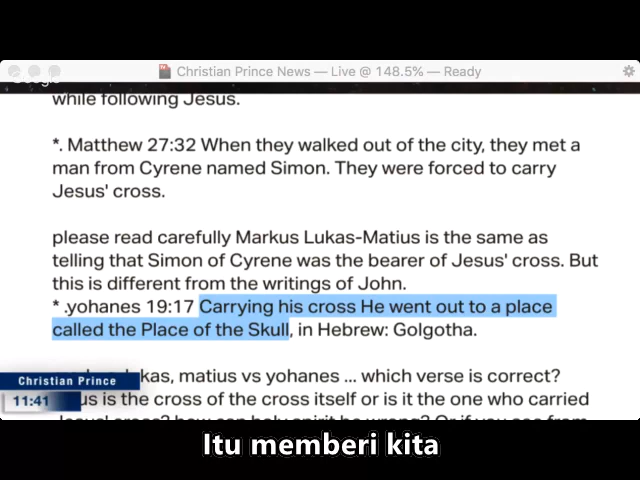 Christian Prince News — Live @ 148.5% — Ready
while following Jesus.
*. Matthew 27:32 When they walked out of the city, they met a
man from Cyrene named Simon. They were forced to carry
Jesus' cross.
please read carefully Markus Lukas-Matius is the same as
telling that Simon of Cyrene was the bearer of Jesus' cross. But
this is different from the writings of John.
* .yohanes 19:17 Carrying his cross He went out to a place
called the Place of the Skull, in Hebrew: Golgotha.
matius vs yohanes ... which verse is correct?
is the cross of the cross itself or is it the one who carried
Christian Prince
11:41
Itu memberi kita